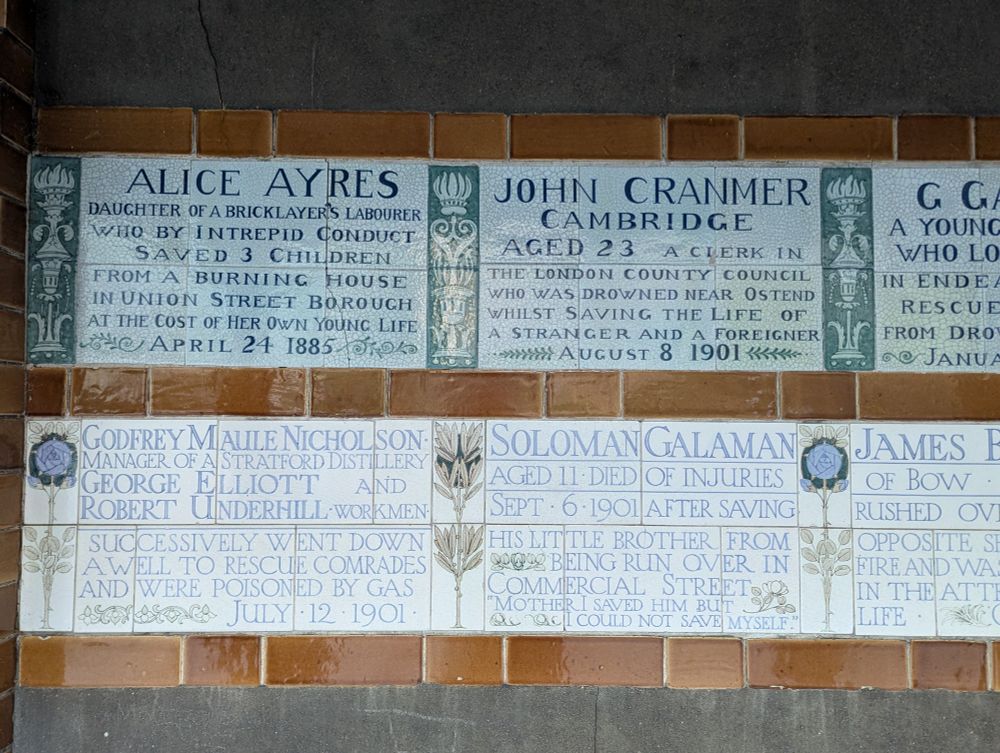 ALICE AYRES
DAUGHTER OF A BRICKLAYER'S LABOURER
WHO BY INTREPID CONDUCT
SAVED 3 CHILDREN
FROM A BURNING HOUSE
IN UNION STREET BOROUGH
AT THE COST OF HER OWN YOUNG LIFE
APRIL 24 1885
JOHN CRANMER
CAMBRIDGE
AGED 23 A CLERK IN
THE LONDON COUNTY COUNCIL
WHO WAS DROWNED NEAR OSTEND
WHILST SAVING THE LIFE OF
A STRANGER AND A FOREIGNER
AUGUST 8 1901
G
A YOUNG
WHO
IN
RESCUE
FROM
GODFREY MAULE NICHOLSON·
MANAGER OF A STRATFORD DISTILLERY
GEORGE ELLIOTT AND
ROBERT UNDERHILL·WORKMEN·
SUCCESSIVELY WENT DOWN
A WELL TO RESCUE COMRADES
AND WERE POISONED BY GAS
JULY·12·1901·
SOLOMAN GALAMAN
AGED 11·DIED OF INJURIES
SEPT·6·1901 AFTER SAVING
HIS LITTLE BROTHER FROM
BEING RUN OVER IN
COMMERCIAL STREET
"MOTHER I SAVED HIM BUT
I COULD NOT SAVE MYSELF."
JAMES
OF BOW·
RUSHED
OPPOSITE
FIRE AND WAS
IN THE
LIFE·